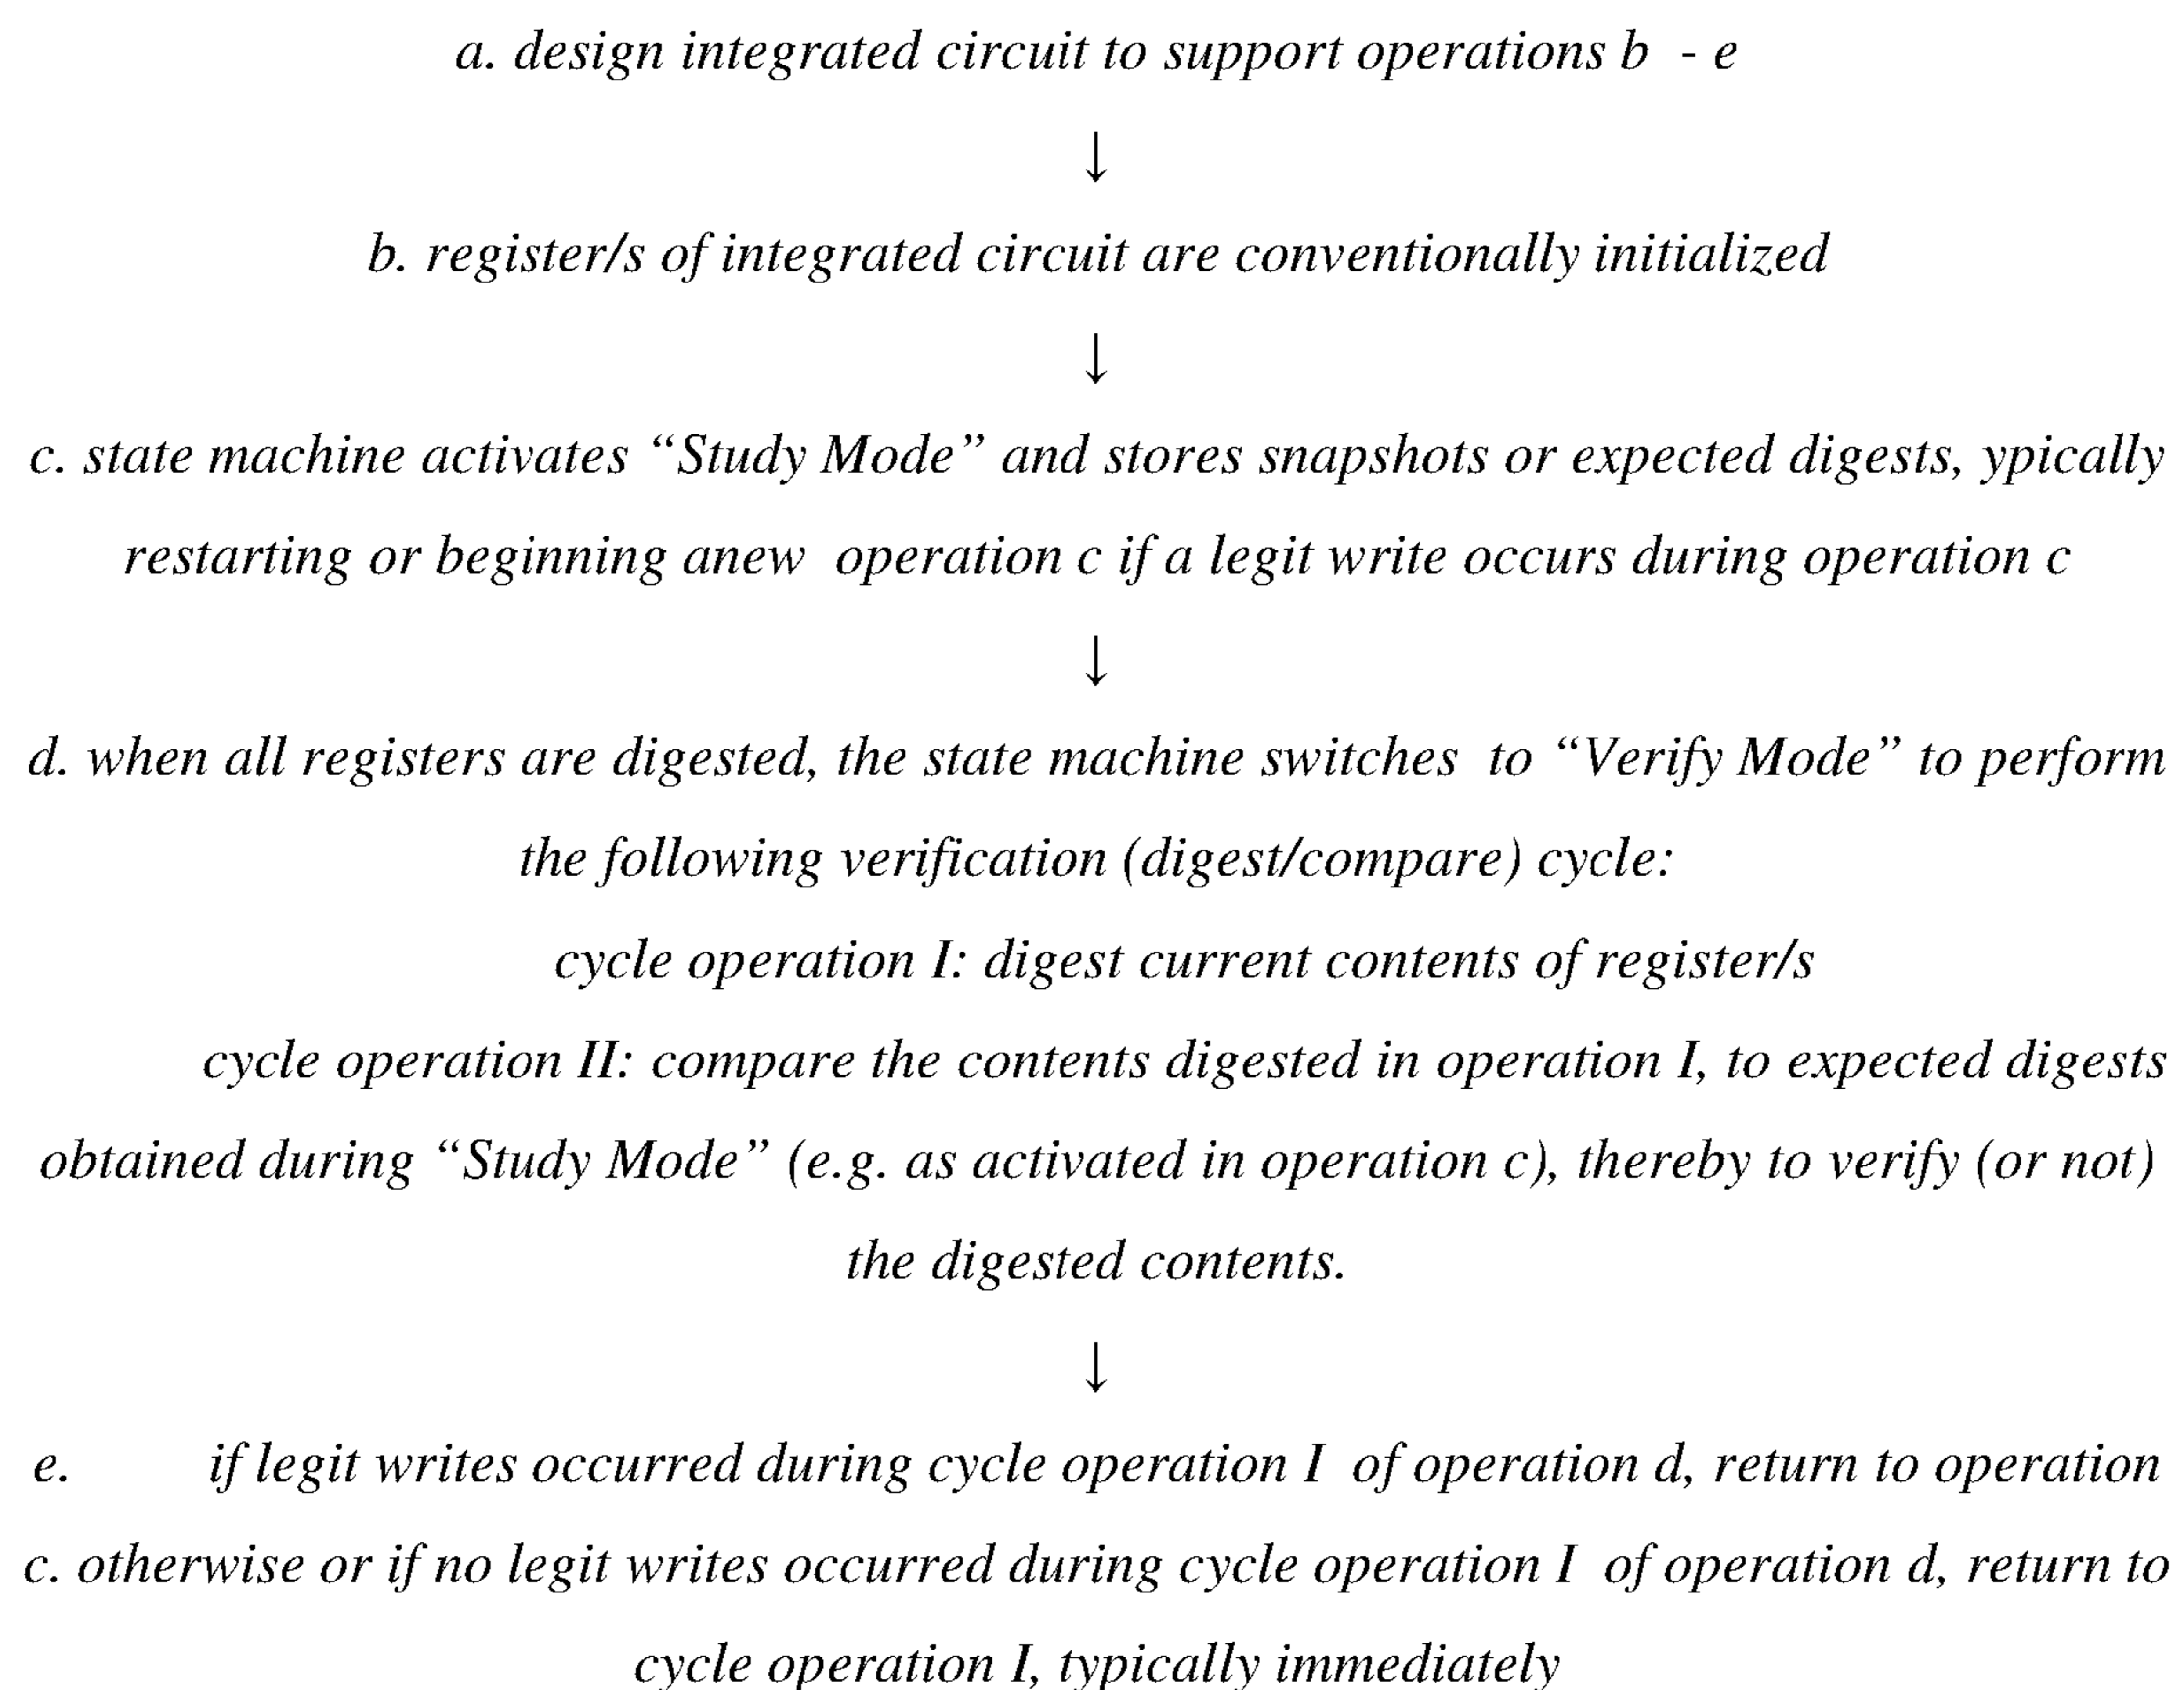 a. design integrated circuit to support operations b - e
↓
b. register/s of integrated circuit are conventionally initialized
↓
c. state machine activates “Study Mode” and stores snapshots or expected digests, ypically
restarting or beginning anew operation c if a legit write occurs during operation c
↓
d. when all registers are digested, the state machine switches to “Verify Mode” to perform
the following verification (digest/compare) cycle:
cycle operation I: digest current contents of register/s
cycle operation II: compare the contents digested in operation I, to expected digests
obtained during “Study Mode” (e.g. as activated in operation c), thereby to verify (or not)
the digested contents.
↓
e. if legit writes occurred during cycle operation I of operation d, return to operation
c. otherwise or if no legit writes occurred during cycle operation I of operation d, return to
cycle operation I, typically immediately